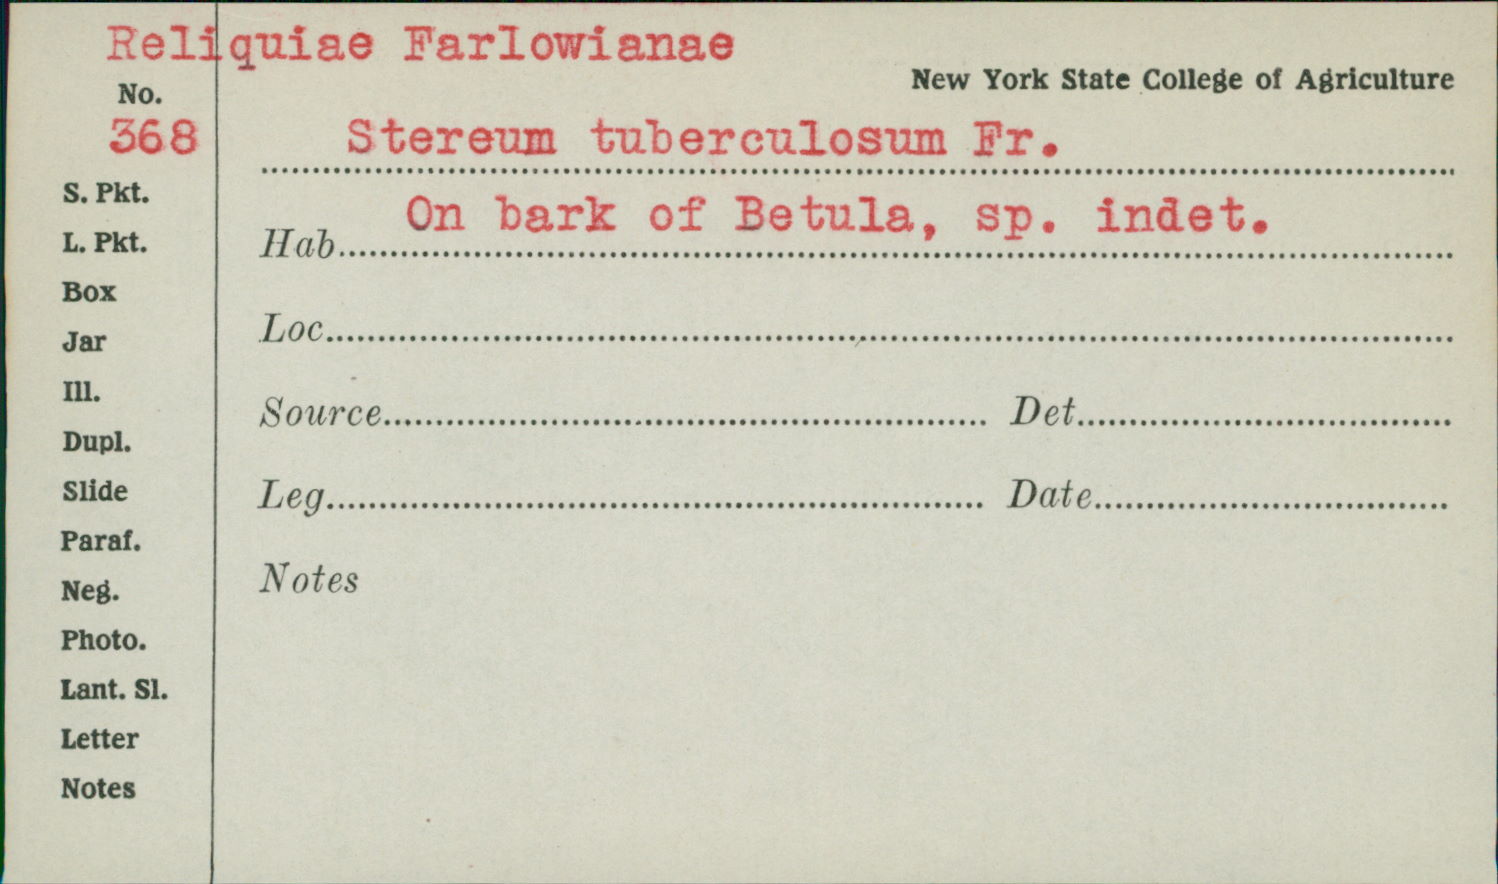 Reliquiae Farlowianae
New York State College of Agriculture
No.
368
Stereum tuberculosum Fr.
S. Pkt.
On bark of Betula, sp. indet.
L. Pkt.
Hab
Box
Loc
Jar
Ill.
Source Det
Dupl.
Slide
Leg Date
Paraf.
Notes
Neg.
Photo.
Lant. Sl.
Letter
Notes